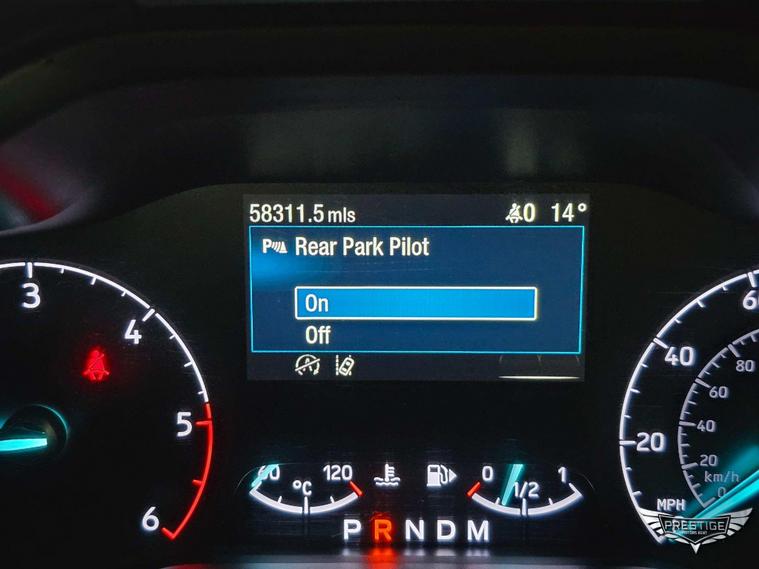 58311.5 mls 0 14°
P Rear Park Pilot
On
Off
3
4
5
6
60
40
20
MPH
80
60
40
20
km/h
0
60 120 0 1
°C 1/2
P R N D M
PRESTIGE